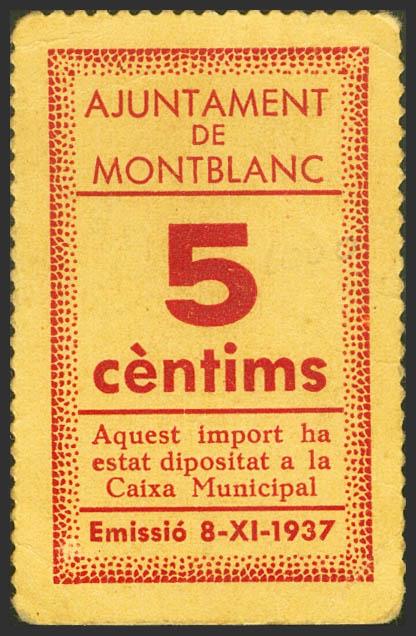 AJUNTAMENT
DE
MONTBLANC
5
cèntims
Aquest import ha
estat dipositat a la
Caixa Municipal
Emissió 8-XI-1937